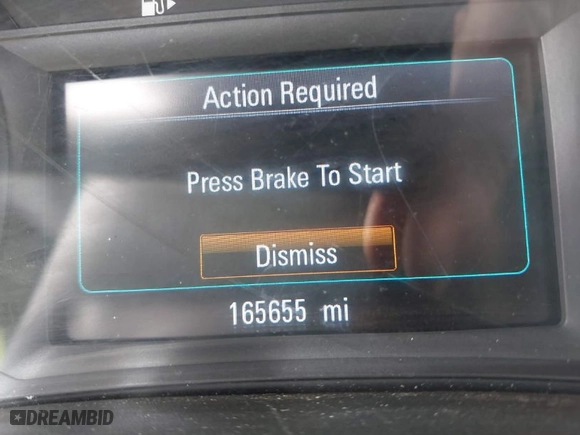 Action Required
Press Brake To Start
Dismiss
165655 mi
DREAMBID